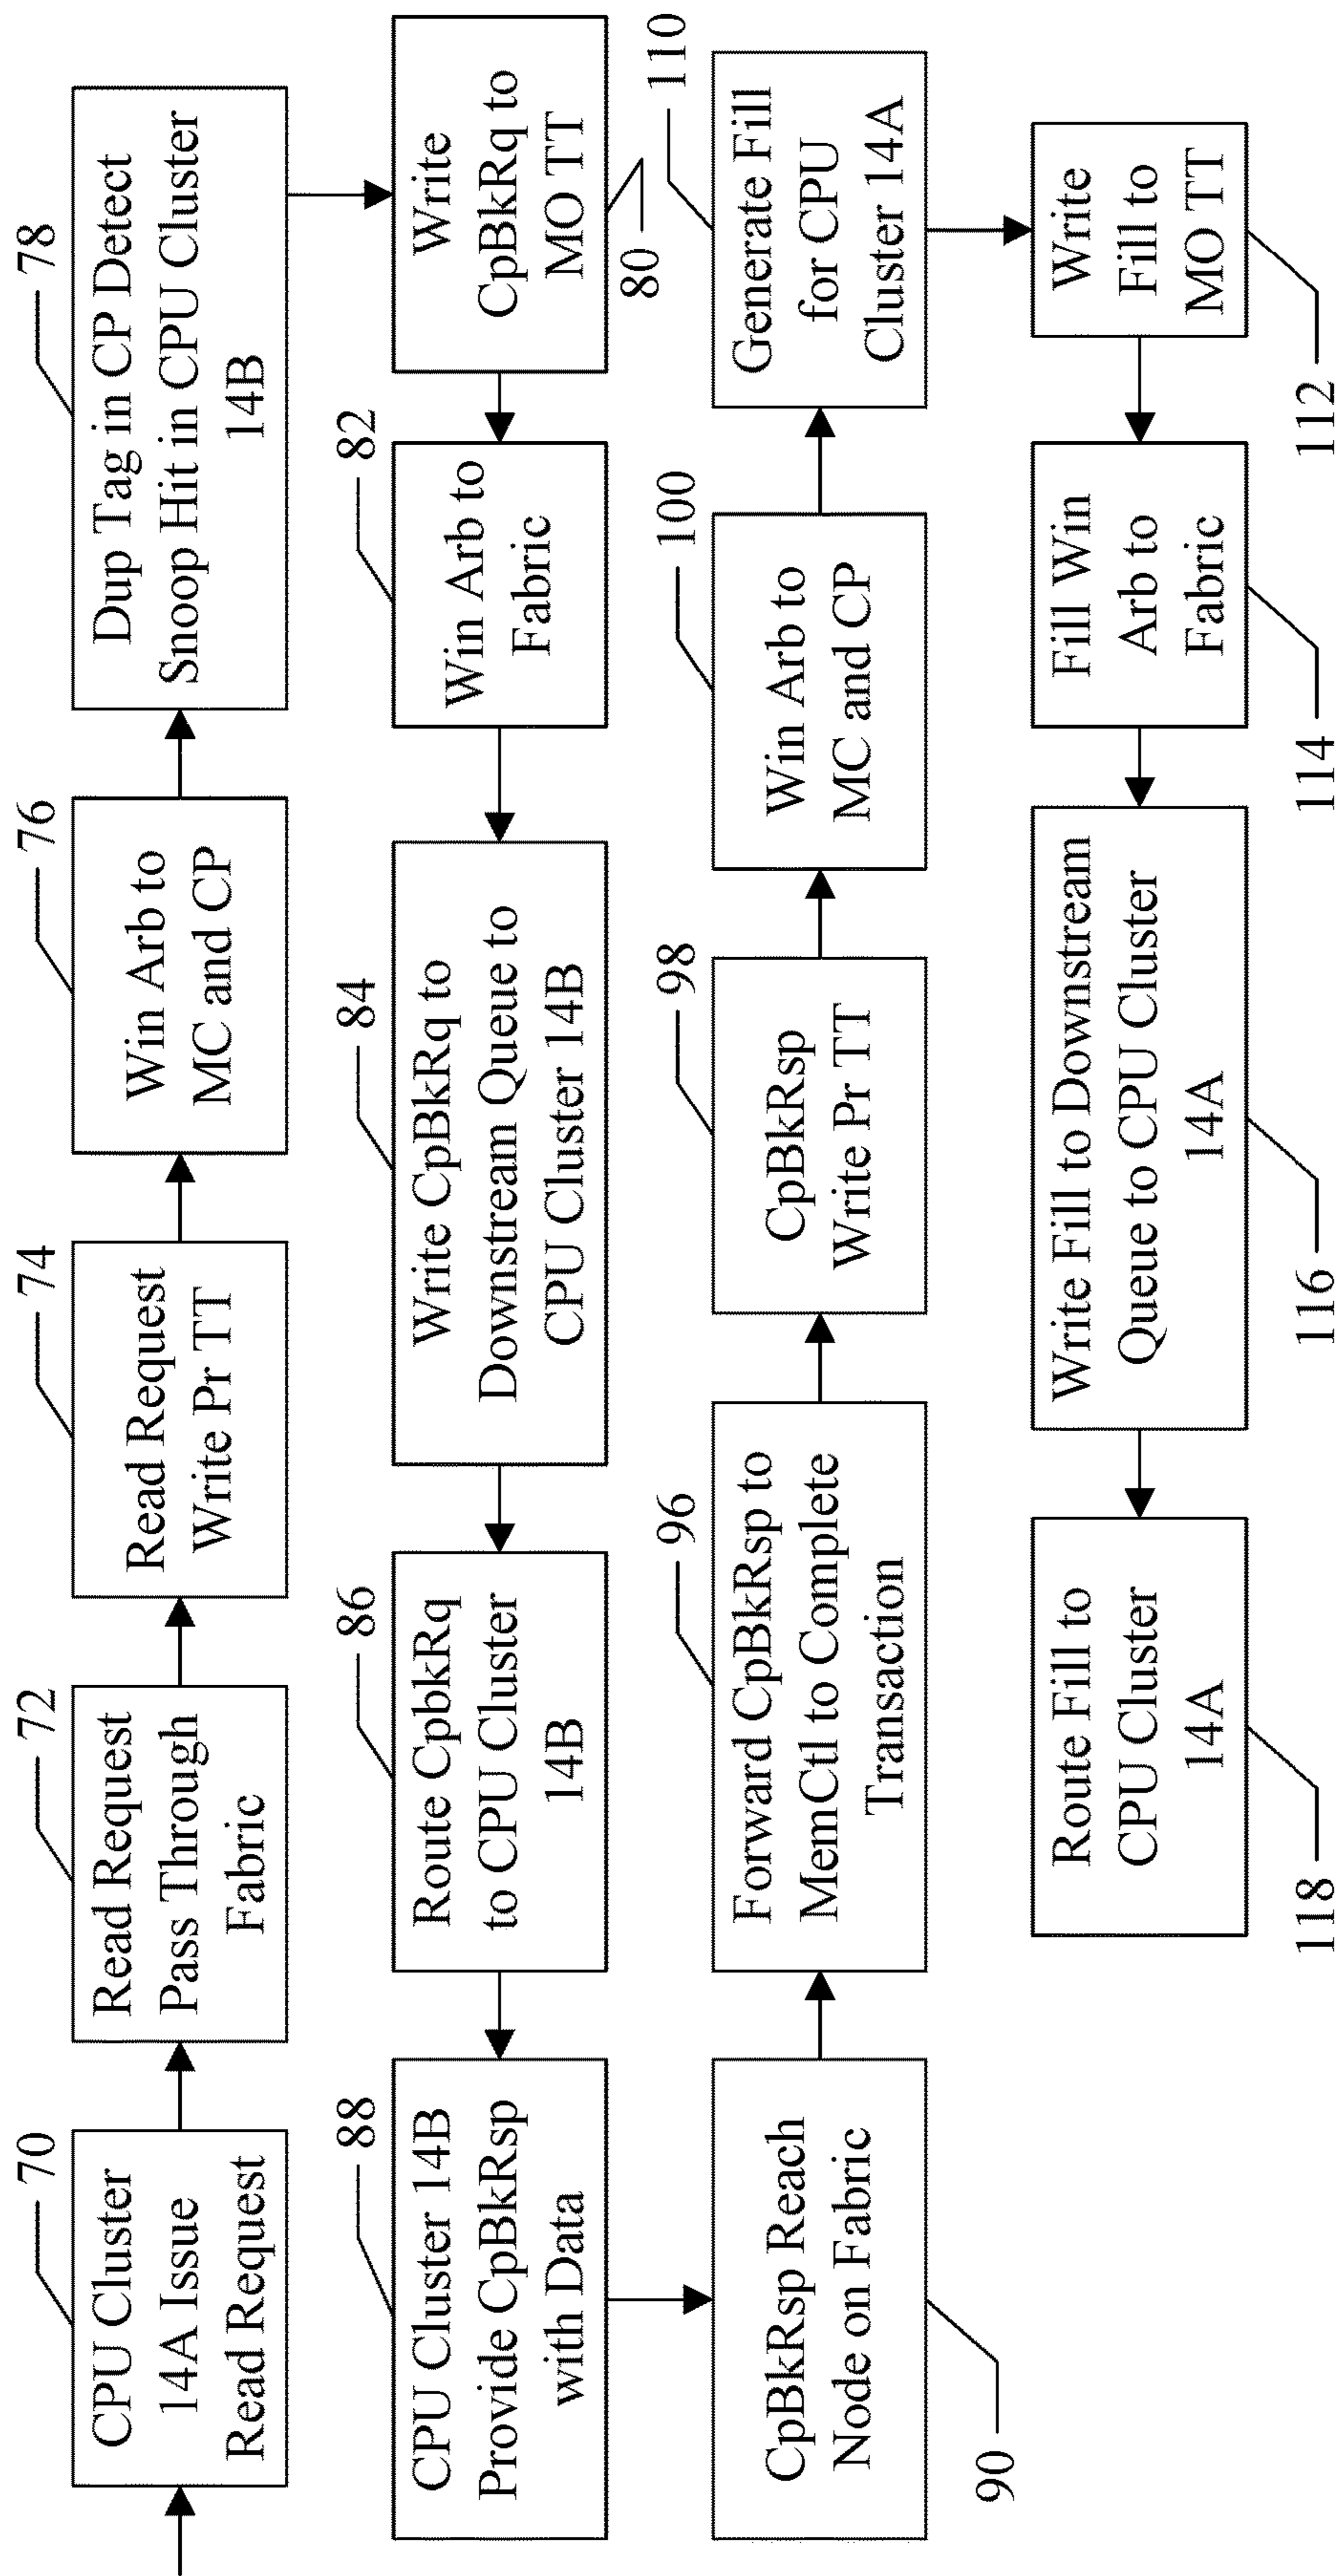 70
CPU Cluster
14A Issue
Read Request
72
Read Request
Pass Through
Fabric
74
Read Request
Write Pr TT
76
Win Arb to
MC and CP
78
Dup Tag in CP Detect
Snoop Hit in CPU Cluster
14B
Write
CpBkRq to
MO TT
80
82
Win Arb to
Fabric
84
Write CpBkRq to
Downstream Queue to
CPU Cluster 14B
86
Route CpbkRq
to CPU Cluster
14B
88
CPU Cluster 14B
Provide CpBkRsp
with Data
CpBkRsp Reach
Node on Fabric
90
96
Forward CpBkRsp to
MemCtl to Complete
Transaction
98
CpBkRsp
Write Pr TT
100
Win Arb to
MC and CP
110
Generate Fill
for CPU
Cluster 14A
Write
Fill to
MO TT
112
Fill Win
Arb to
Fabric
114
Write Fill to Downstream
Queue to CPU Cluster
14A
116
Route Fill to
CPU Cluster
14A
118